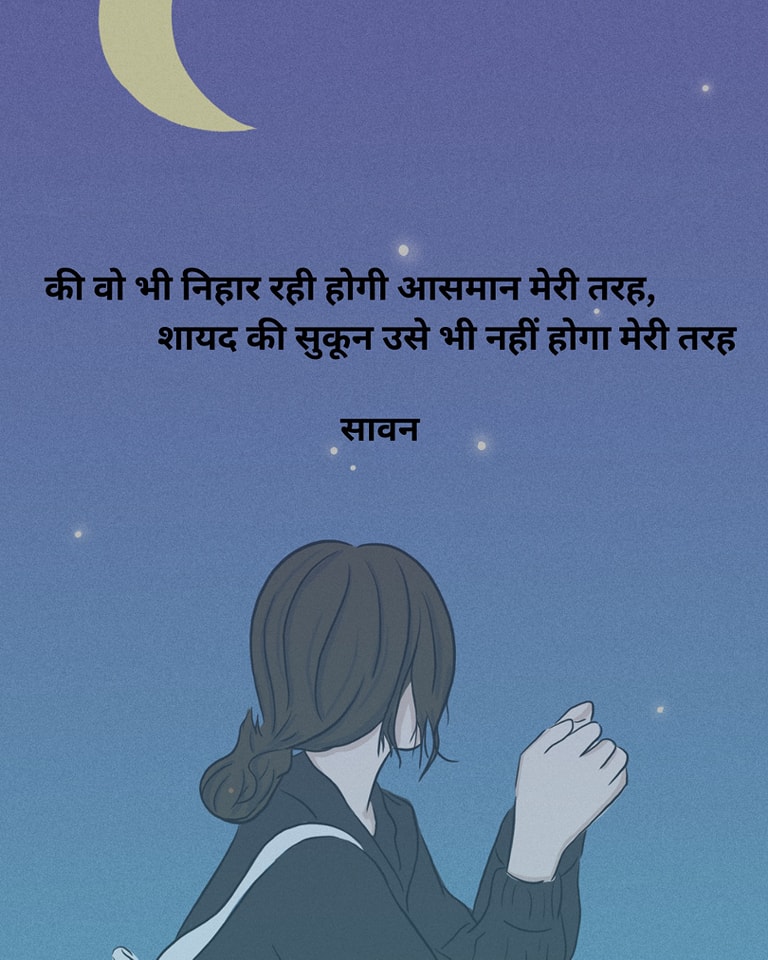 की वो भी निहार रही होगी आसमान मेरी तरह,
शायद की सुकून उसे भी नहीं होगा मेरी तरह
सावन